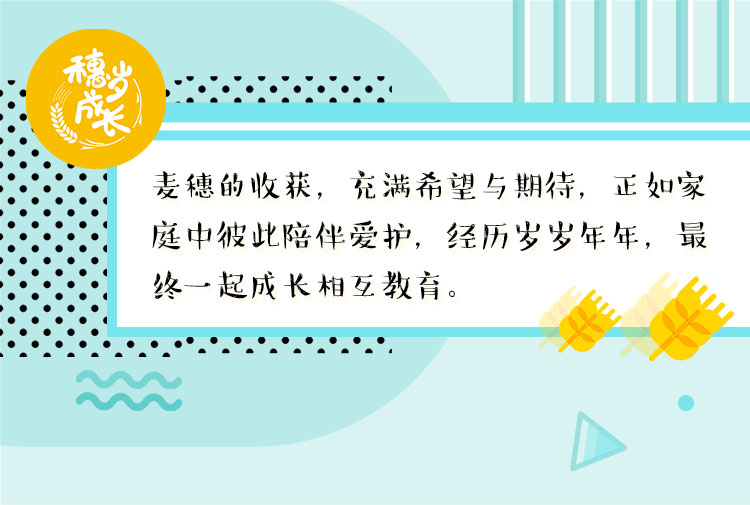 穗岁
成长
麦穗的收获，充满希望与期待，正如家
庭中彼此陪伴爱护，经历岁岁年年，最
终一起成长相互教育。